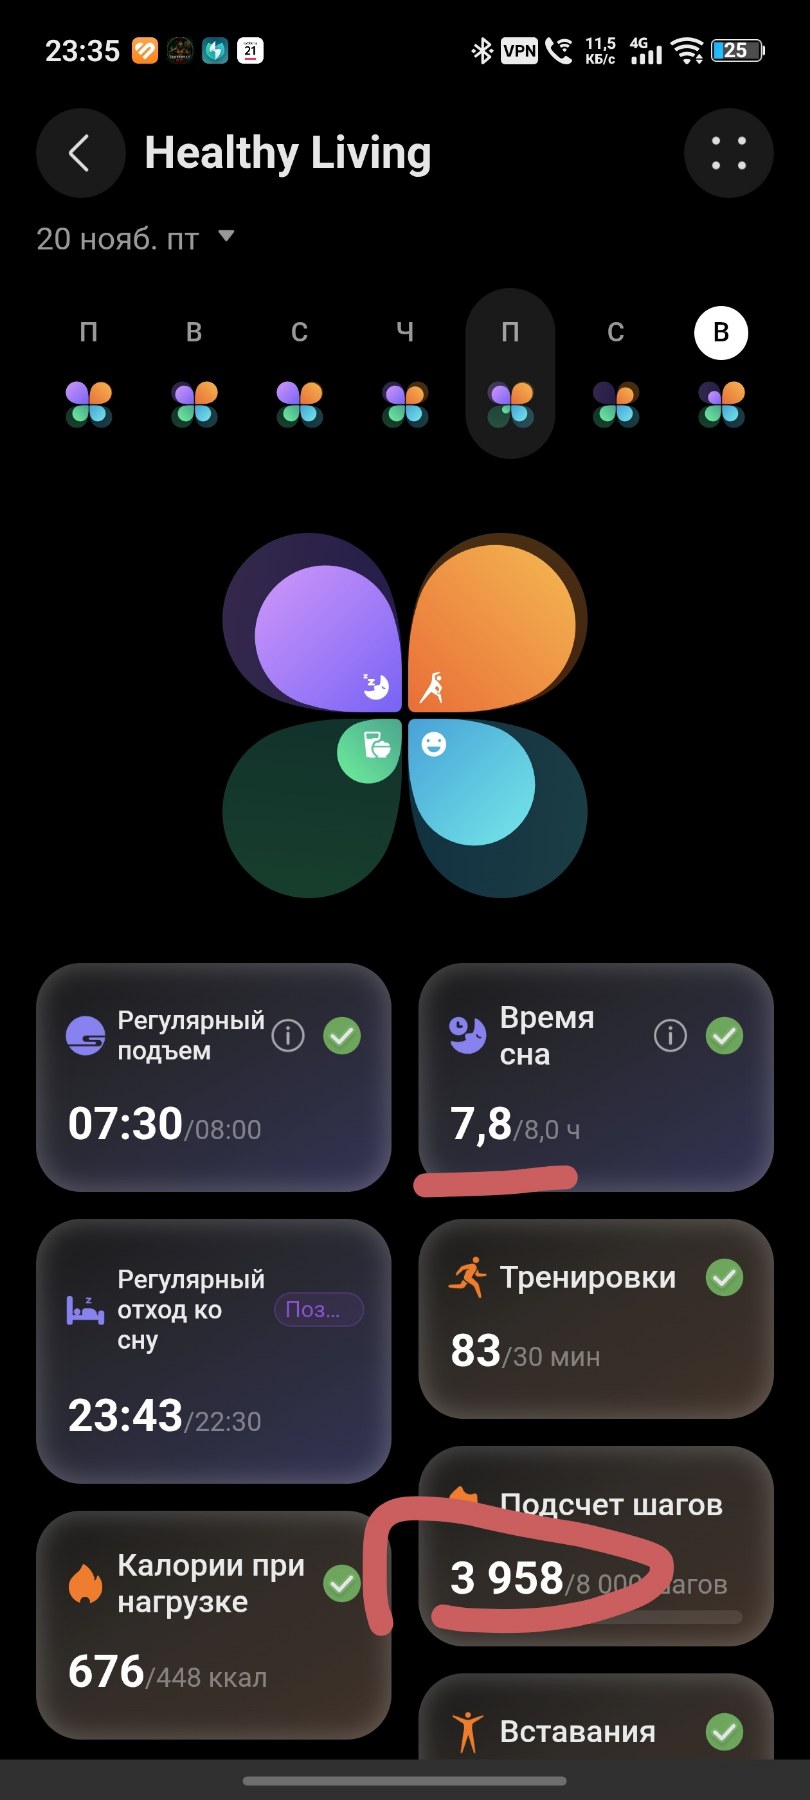 23:35
21
VPN
11,5
КБ/с
4G
25
Healthy Living
20 нояб. пт
П В С Ч П С В
Регулярный
подъем
07:30/08:00
Время
сна
7,8/8,0 ч
Регулярный
отход ко
сну
Поз...
23:43/22:30
Тренировки
83/30 мин
Подсчет шагов
3 958/8 000 шагов
Калории при
нагрузке
676/448 ккал
Вставания